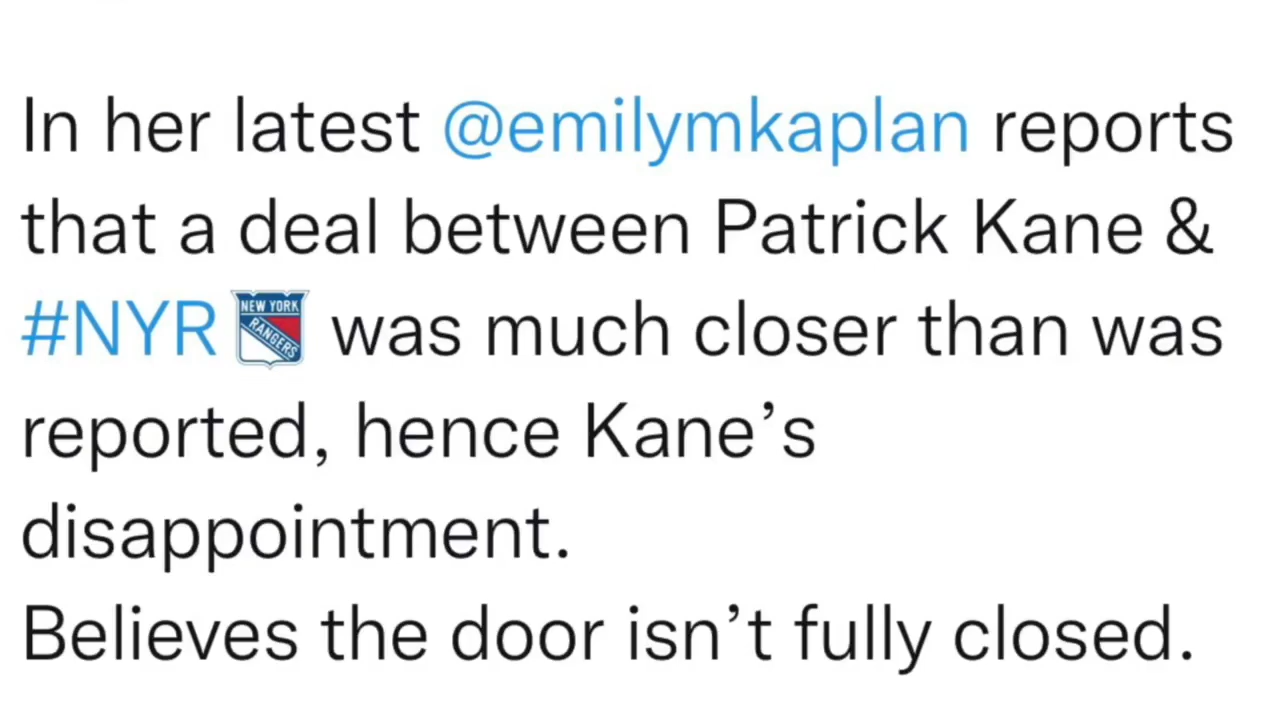 In her latest @emilymkaplan reports
that a deal between Patrick Kane &
#NYR NEW YORK RANGERS was much closer than was
reported, hence Kane’s
disappointment.
Believes the door isn’t fully closed.